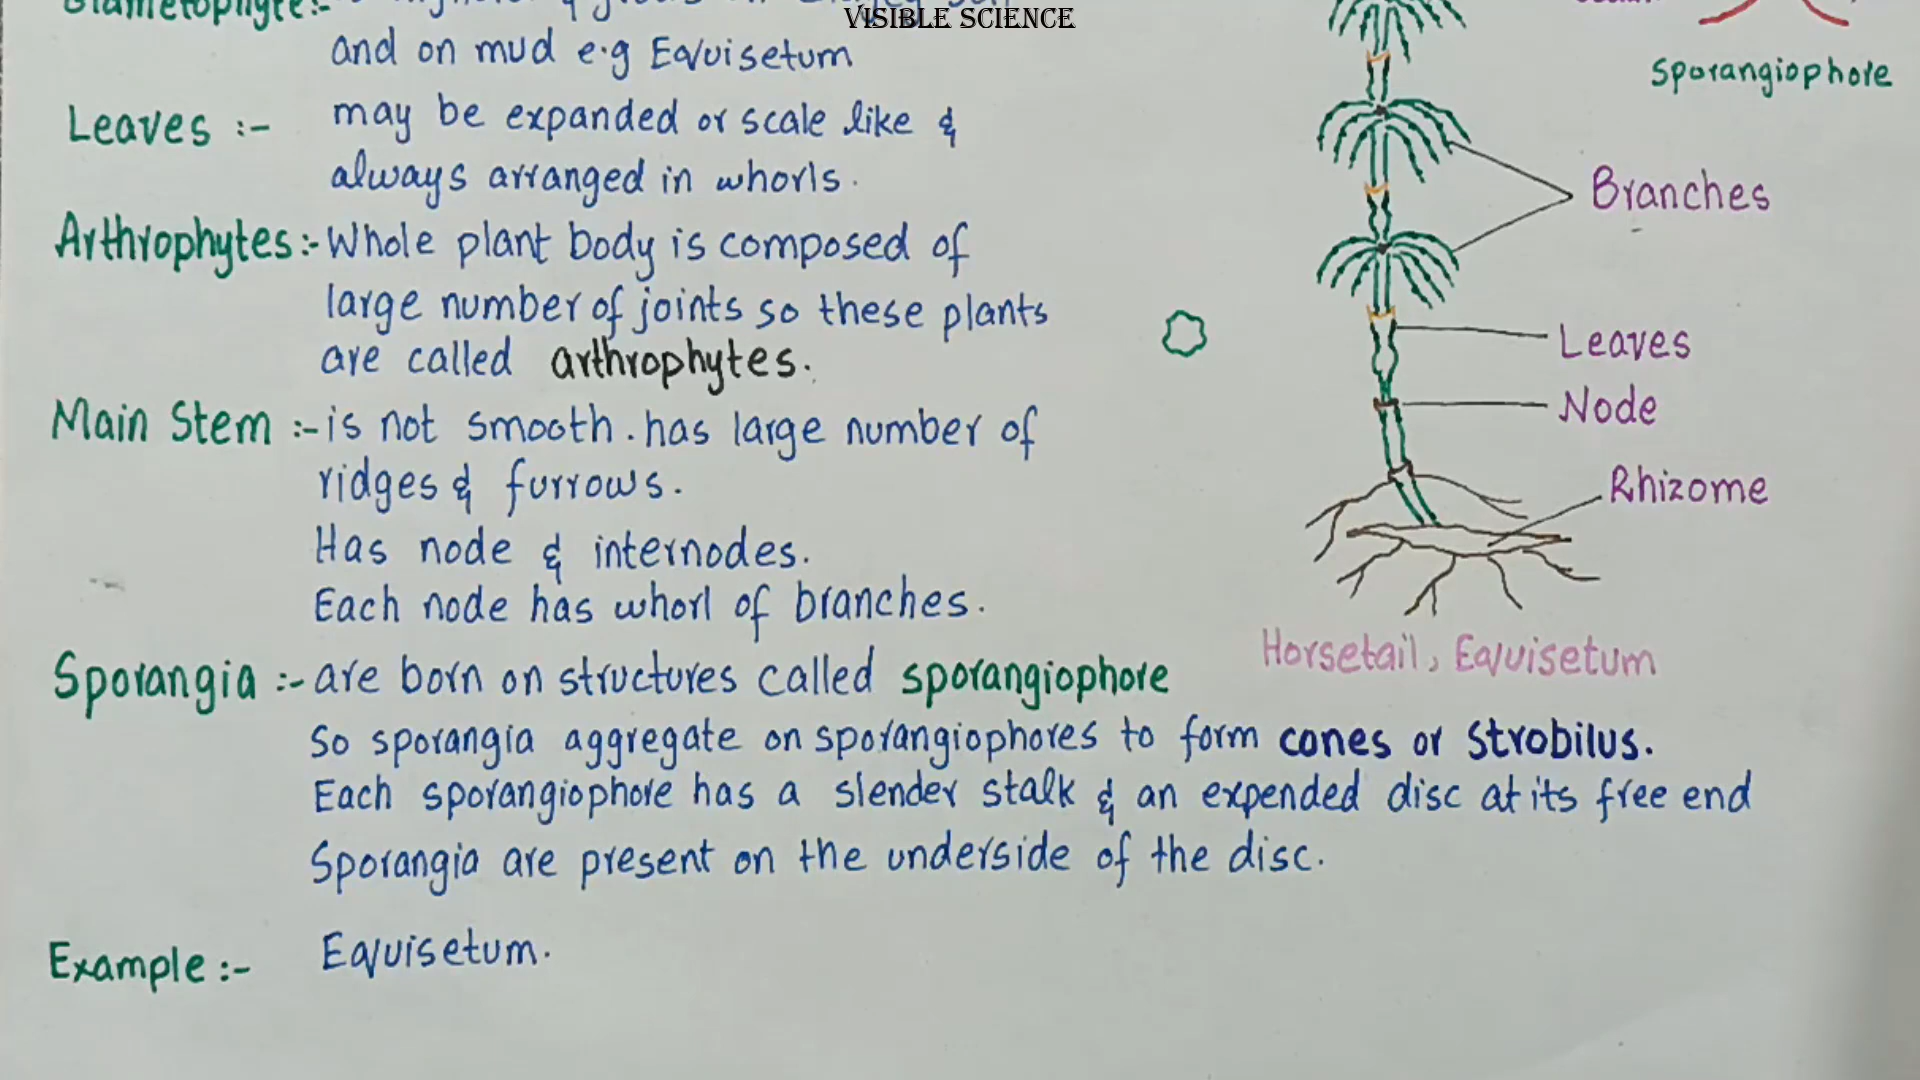 VISIBLE SCIENCE
and on mud e.g Equisetum
Sporangiophore
Leaves :- may be expanded or scale like &
always arranged in whorls.
Branches
Arthrophytes:- Whole plant body is composed of
large number of joints so these plants
are called arthrophytes.
Leaves
Node
Main Stem :- is not smooth. has large number of
ridges & furrows.
Rhizome
Has node & internodes.
Each node has whorl of branches.
Horsetail, Equisetum
Sporangia :- are born on structures called sporangiophore
So sporangia aggregate on sporangiophores to form cones or Strobilus.
Each sporangiophore has a slender stalk & an expended disc at its free end
Sporangia are present on the underside of the disc.
Example :- Equisetum.